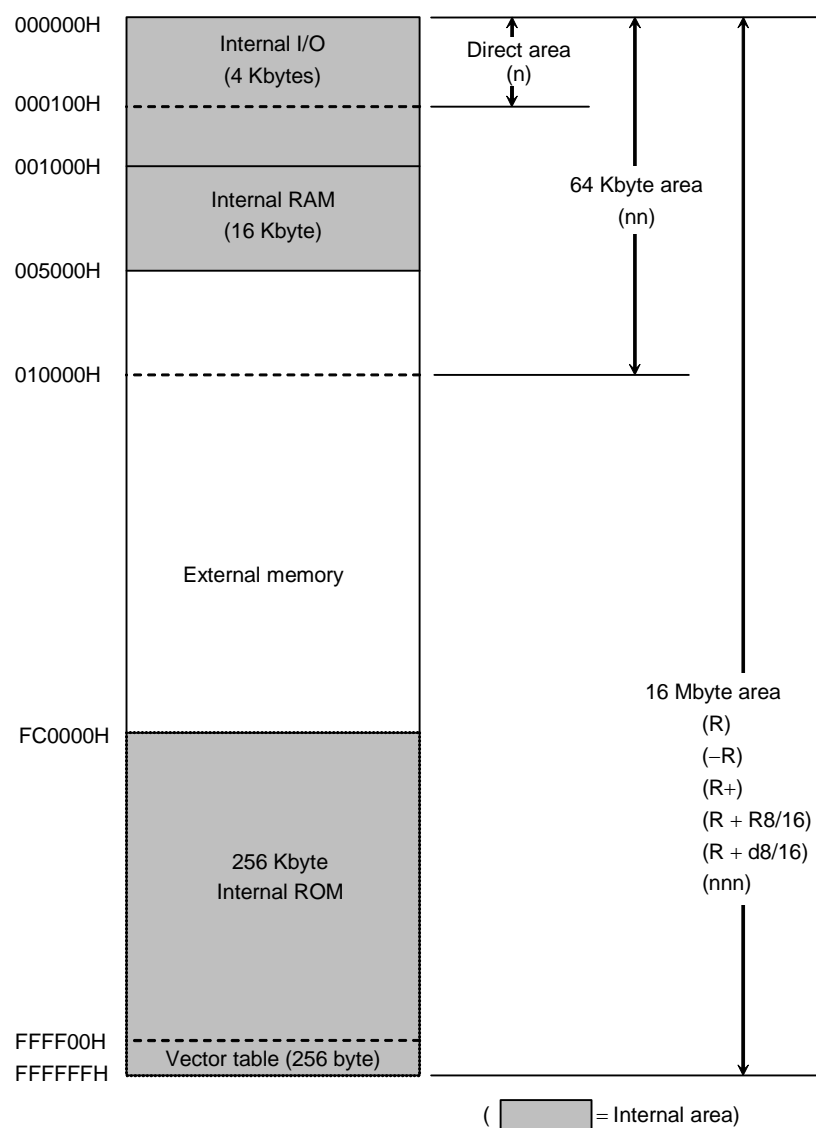 000000H
Internal I/O
(4 Kbytes)
Direct area
(n)
000100H
001000H
64 Kbyte area
(nn)
Internal RAM
(16 Kbyte)
005000H
010000H
External memory
16 Mbyte area
(R)
(−R)
(R+)
(R + R8/16)
(R + d8/16)
(nnn)
FC0000H
256 Kbyte
Internal ROM
FFFF00H
Vector table (256 byte)
FFFFFFH
( = Internal area)